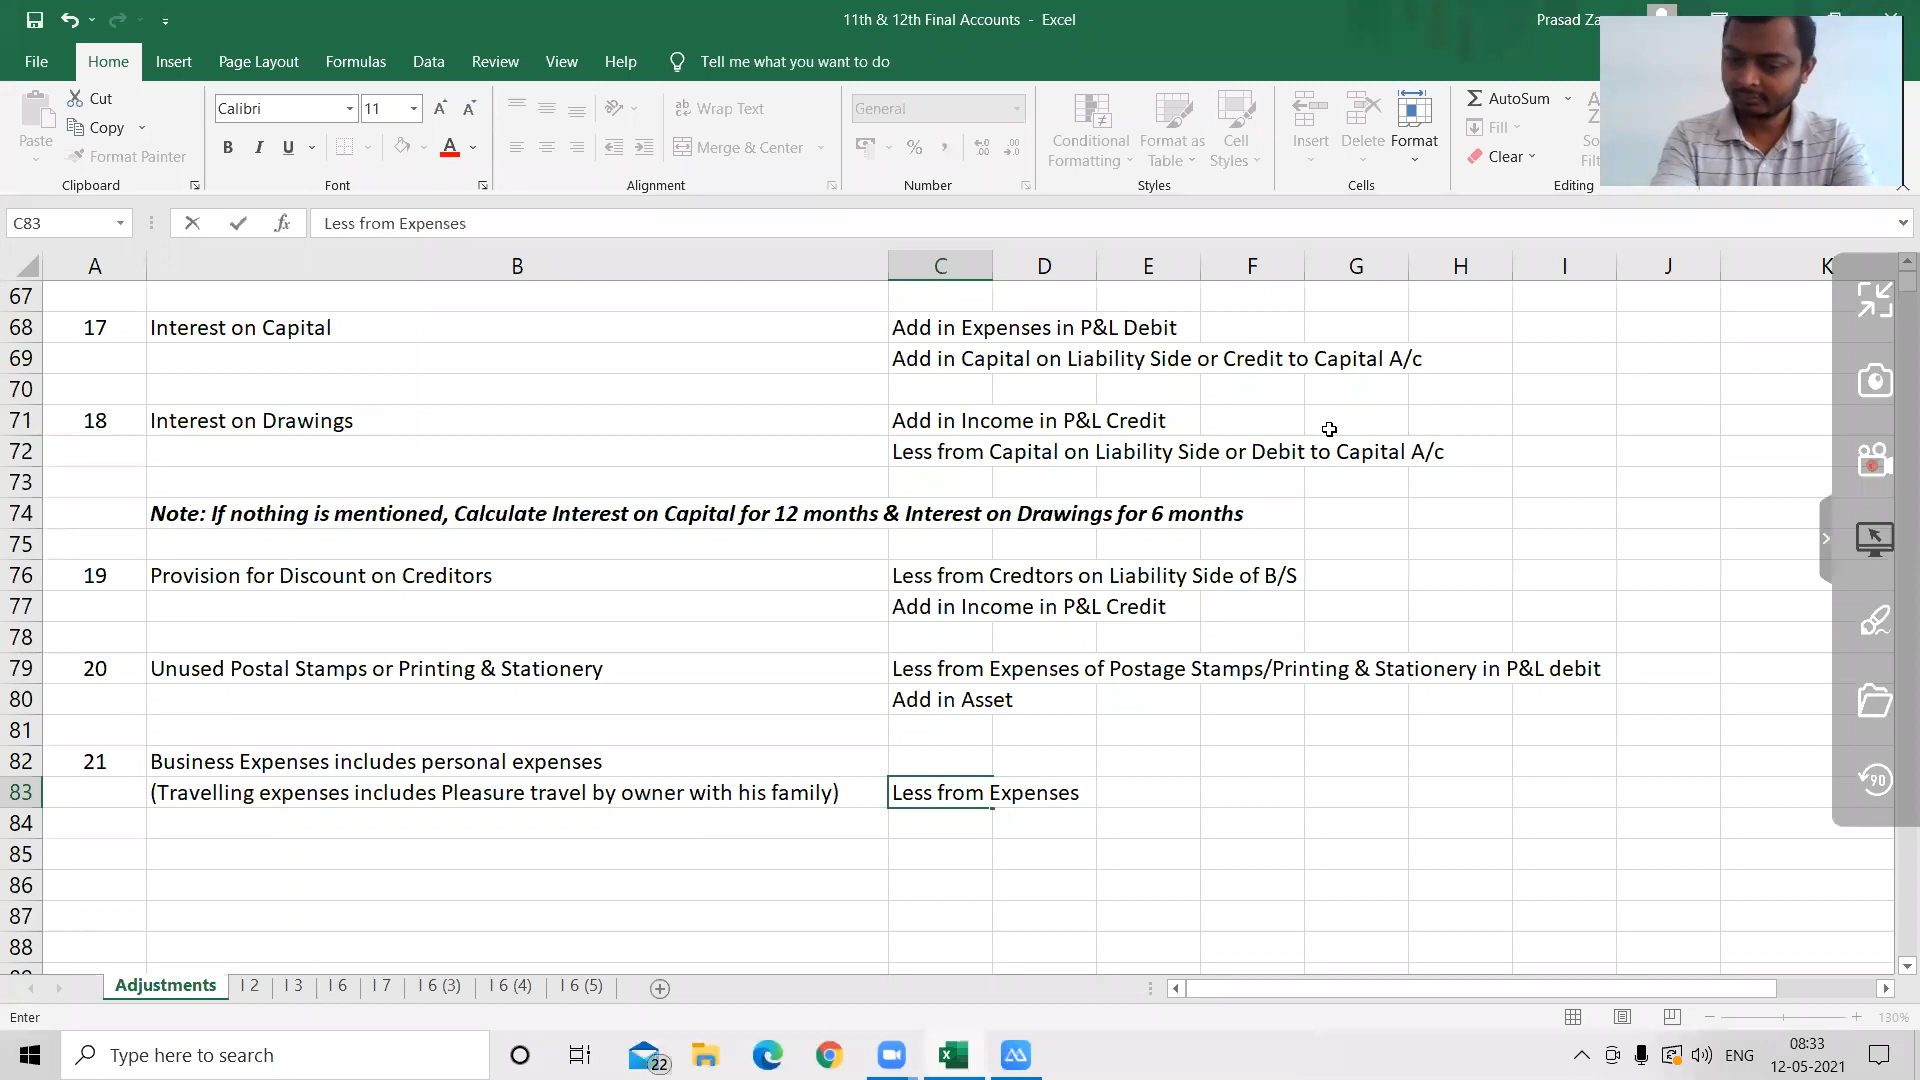 11th & 12th Final Accounts - Excel
Prasad Za
File Home Insert Page Layout Formulas Data Review View Help Tell me what you want to do
Paste Cut Copy Format Painter Clipboard
Calibri 11 B I U A Font
ab Wrap Text Merge & Center Alignment
General % Number
Conditional Formatting Format as Table Cell Styles Styles
Insert Delete Format Cells
AutoSum Fill Clear Editing
C83 fx Less from Expenses
A B C D E F G H I J K
67
68 17 Interest on Capital Add in Expenses in P&L Debit
69 Add in Capital on Liability Side or Credit to Capital A/c
70
71 18 Interest on Drawings Add in Income in P&L Credit
72 Less from Capital on Liability Side or Debit to Capital A/c
73
74 Note: If nothing is mentioned, Calculate Interest on Capital for 12 months & Interest on Drawings for 6 months
75
76 19 Provision for Discount on Creditors Less from Credtors on Liability Side of B/S
77 Add in Income in P&L Credit
78
79 20 Unused Postal Stamps or Printing & Stationery Less from Expenses of Postage Stamps/Printing & Stationery in P&L debit
80 Add in Asset
81
82 21 Business Expenses includes personal expenses
83 (Travelling expenses includes Pleasure travel by owner with his family) Less from Expenses
84
85
86
87
88
Adjustments I 2 I 3 I 6 I 7 I 6 (3) I 6 (4) I 6 (5)
Enter 130%
Type here to search 22 ENG 08:33
12-05-2021
90